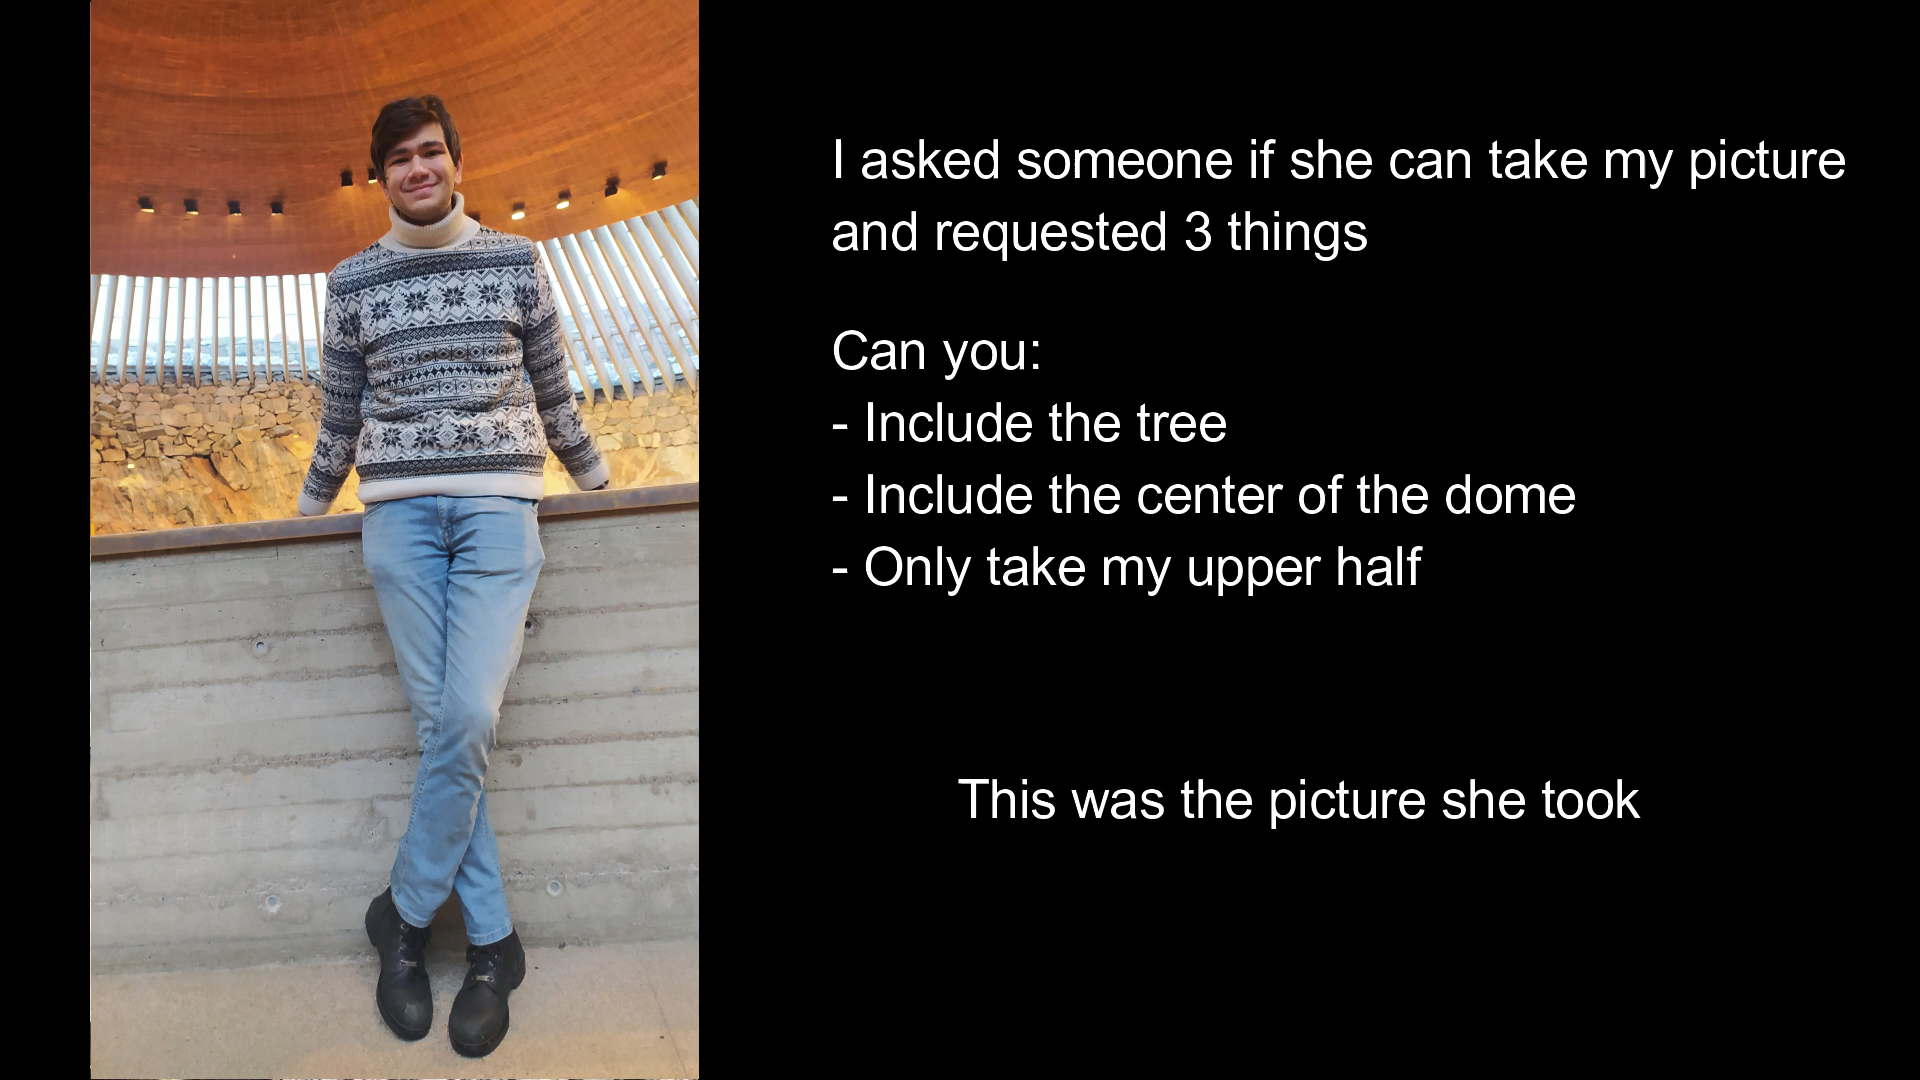 I asked someone if she can take my picture
and requested 3 things
Can you:
- Include the tree
- Include the center of the dome
- Only take my upper half
This was the picture she took